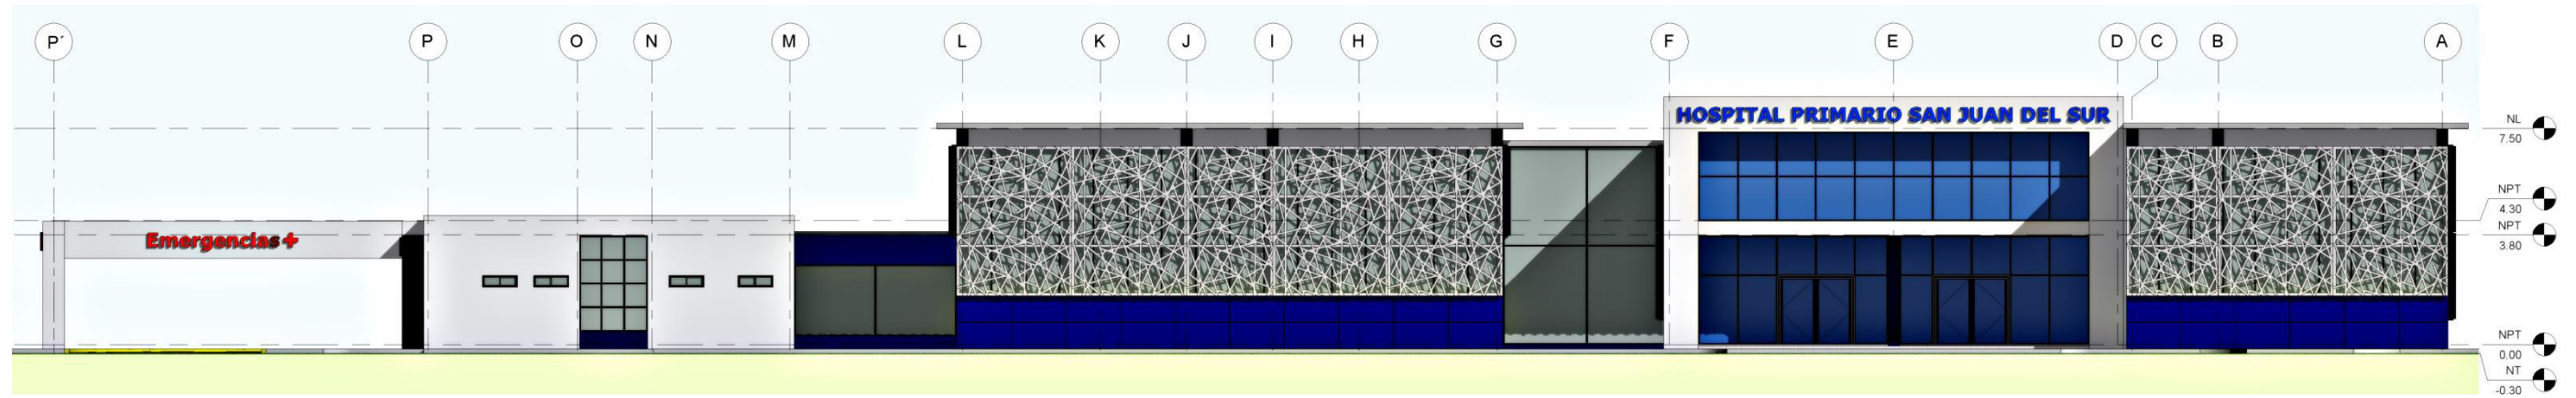 P´ P O N M L K J I H G F E D C B A
HOSPITAL PRIMARIO SAN JUAN DEL SUR
Emergencias+
NL
7.50
NPT
4.30
NPT
3.80
NPT
0.00
NT
-0.30